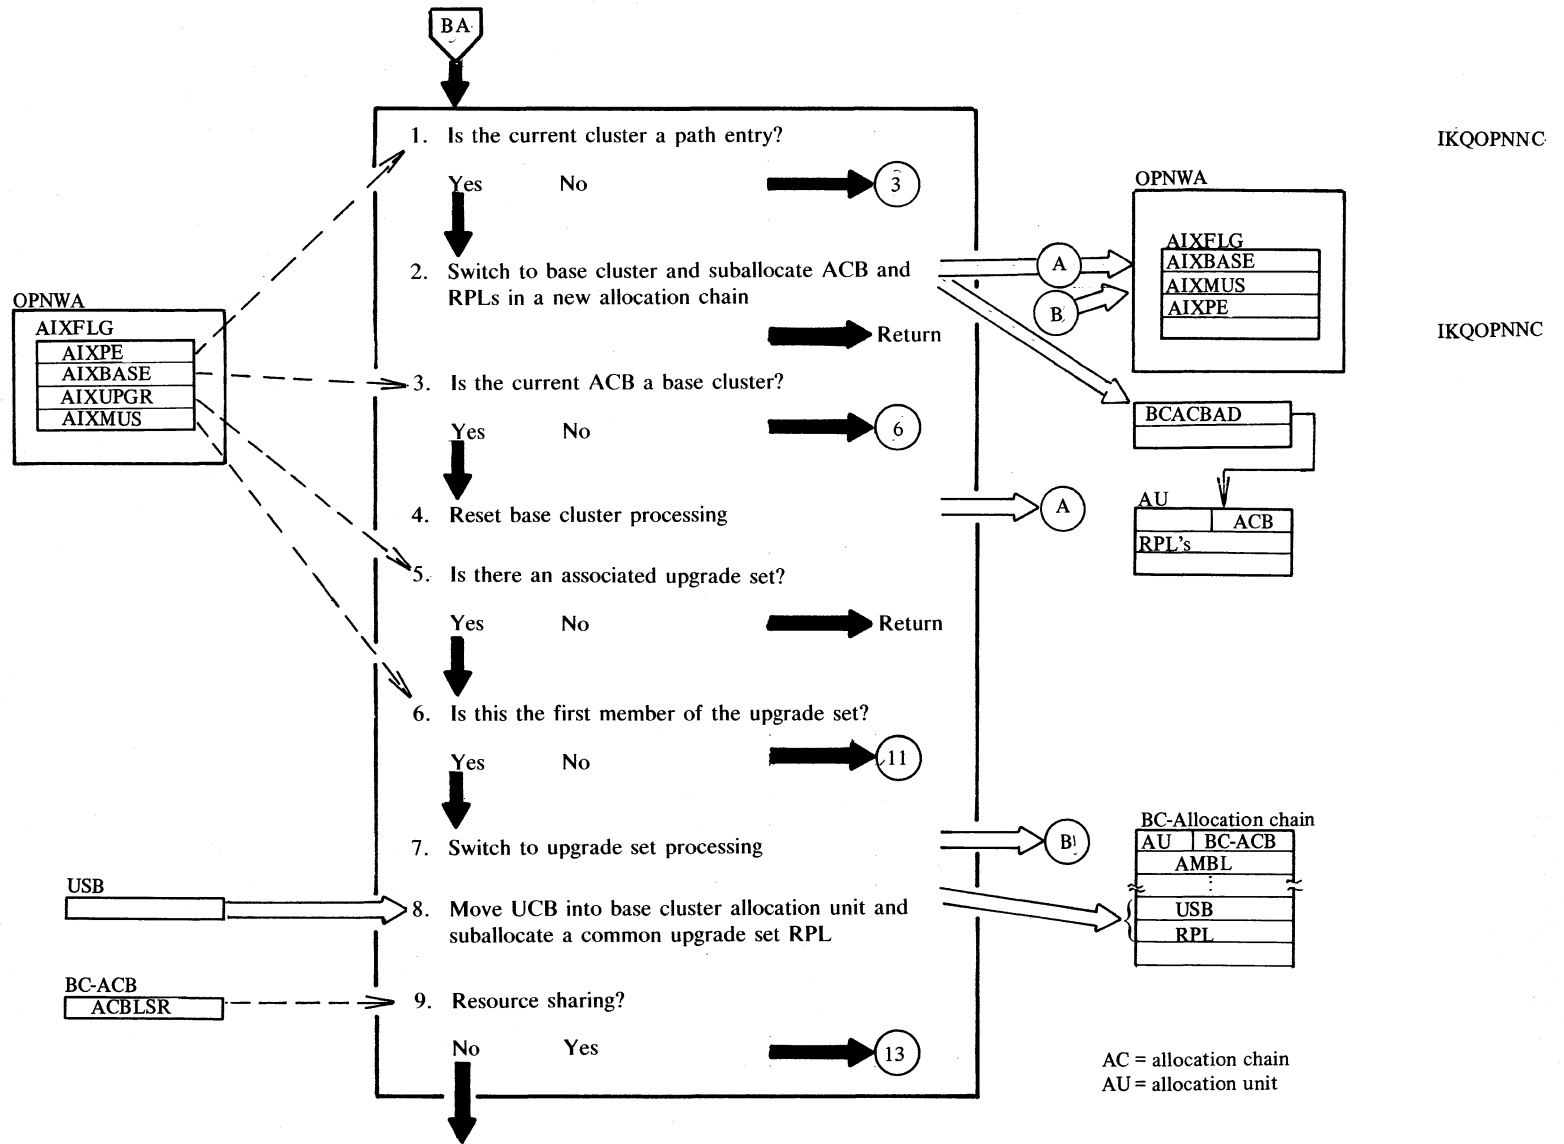 BA
1. Is the current cluster a path entry?
IKQOPNNC
Yes No 3
OPNWA
AIXFLG
AIXBASE
AIXMUS
AIXPE
2. Switch to base cluster and suballocate ACB and
RPLs in a new allocation chain
A
B
Return
IKQOPNNC
OPNWA
AIXFLG
AIXPE
AIXBASE
AIXUPGR
AIXMUS
3. Is the current ACB a base cluster?
Yes No 6
BCACBAD
4. Reset base cluster processing
A
AU
ACB
RPL's
5. Is there an associated upgrade set?
Yes No Return
6. Is this the first member of the upgrade set?
Yes No 11
7. Switch to upgrade set processing
B
BC-Allocation chain
AU BC-ACB
AMBL
USB
RPL
USB
8. Move UCB into base cluster allocation unit and
suballocate a common upgrade set RPL
BC-ACB
ACBLSR
9. Resource sharing?
No Yes 13
AC = allocation chain
AU = allocation unit